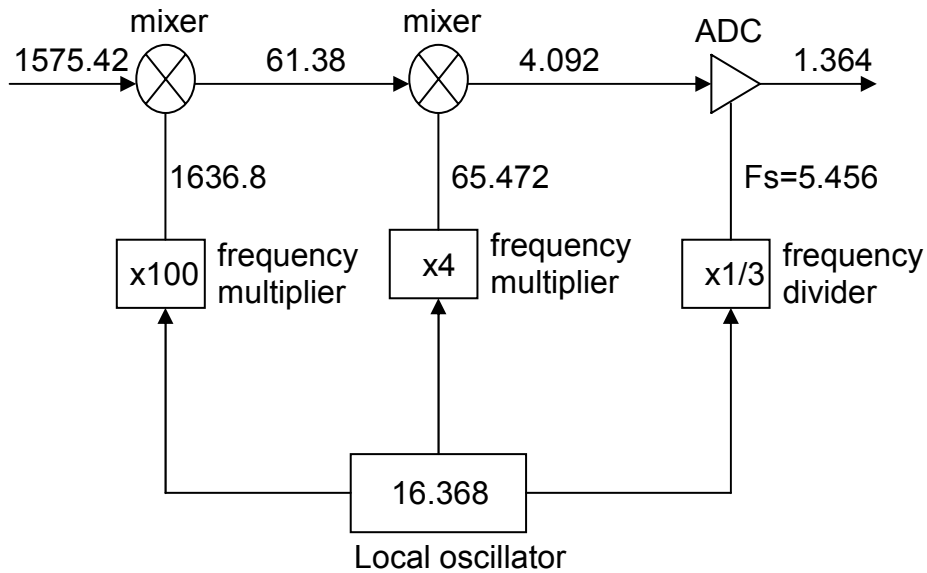 mixer
mixer
ADC
1575.42
61.38
4.092
1.364
1636.8
65.472
Fs=5.456
x100
frequency
multiplier
x4
frequency
multiplier
x1/3
frequency
divider
16.368
Local oscillator